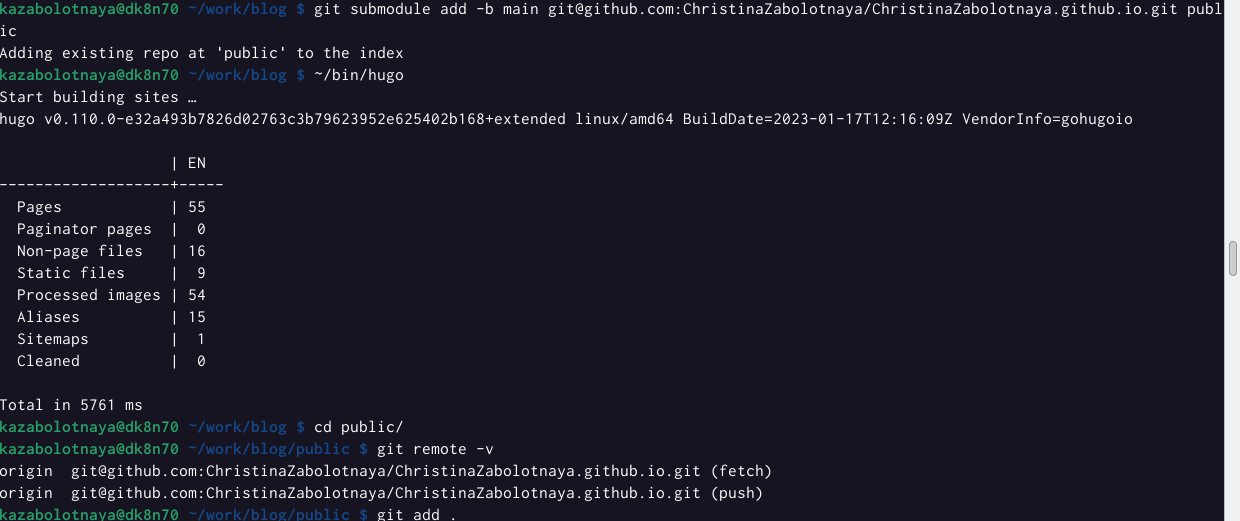 kazabolotnaya@dk8n70 ~/work/blog $ git submodule add -b main git@github.com:ChristinaZabolotnaya/ChristinaZabolotnaya.github.io.git publ
ic
Adding existing repo at 'public' to the index
kazabolotnaya@dk8n70 ~/work/blog $ ~/bin/hugo
Start building sites …
hugo v0.110.0-e32a493b7826d02763c3b79623952e625402b168+extended linux/amd64 BuildDate=2023-01-17T12:16:09Z VendorInfo=gohugoio
                   | EN
-------------------+-----
  Pages            | 55
  Paginator pages  |  0
  Non-page files   | 16
  Static files     |  9
  Processed images | 54
  Aliases          | 15
  Sitemaps         |  1
  Cleaned          |  0
Total in 5761 ms
kazabolotnaya@dk8n70 ~/work/blog $ cd public/
kazabolotnaya@dk8n70 ~/work/blog/public $ git remote -v
origin  git@github.com:ChristinaZabolotnaya/ChristinaZabolotnaya.github.io.git (fetch)
origin  git@github.com:ChristinaZabolotnaya/ChristinaZabolotnaya.github.io.git (push)
kazabolotnaya@dk8n70 ~/work/blog/public $ git add .